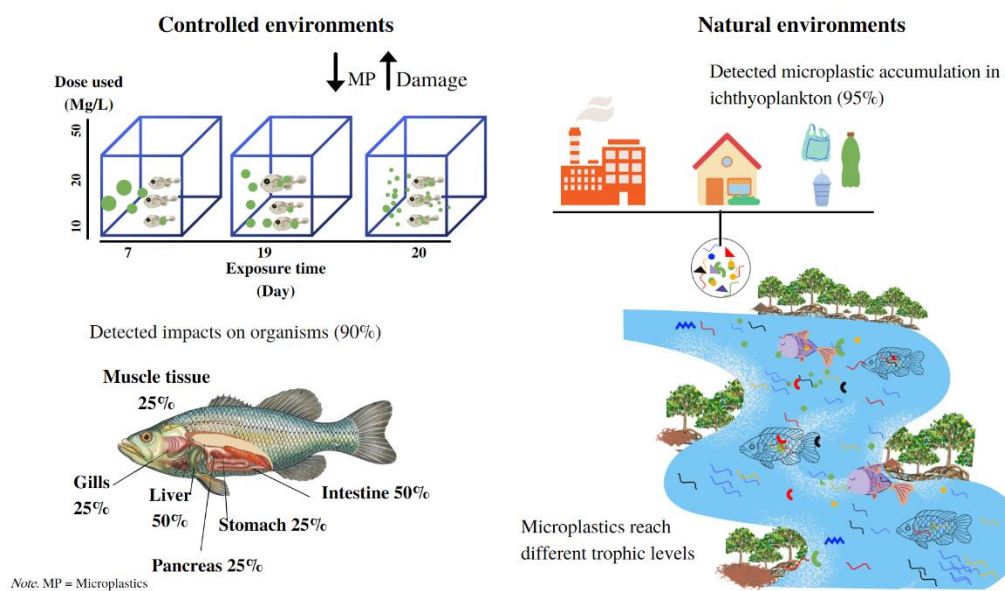 Controlled environments
MP
Damage
Dose used
(Mg/L)
50
20
10
7
19
20
Exposure time
(Day)
Detected impacts on organisms (90%)
Muscle tissue
25%
Gills
25%
Liver
50%
Intestine 50%
Stomach 25%
Pancreas 25%
Note. MP = Microplastics
Natural environments
Detected microplastic accumulation in
ichthyoplankton (95%)
Microplastics reach
different trophic levels